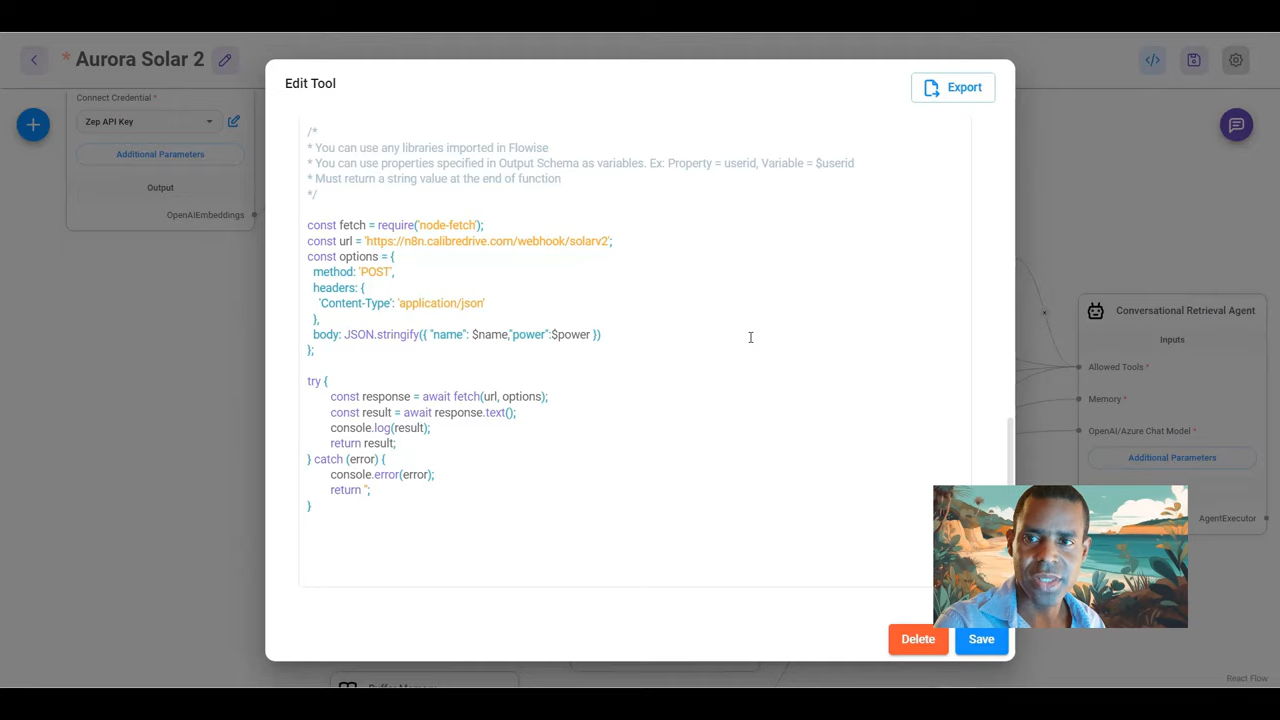 * Aurora Solar 2
Edit Tool
Export
Connect Credential *
Zep API Key
Additional Parameters
Output
OpenAIEmbeddings
/*
* You can use any libraries imported in Flowise
* You can use properties specified in Output Schema as variables. Ex: Property = userid, Variable = $userid
* Must return a string value at the end of function
*/
const fetch = require('node-fetch');
const url = 'https://n8n.calibredrive.com/webhook/solarv2';
const options = {
method: 'POST',
headers: {
'Content-Type': 'application/json'
},
body: JSON.stringify({ "name": $name,"power":$power })
};
try {
const response = await fetch(url, options);
const result = await response.text();
console.log(result);
return result;
} catch (error) {
console.error(error);
return '';
}
Conversational Retrieval Agent
Inputs
Allowed Tools *
Memory *
OpenAI/Azure Chat Model *
Additional Parameters
AgentExecutor
Delete
Save
React Flow